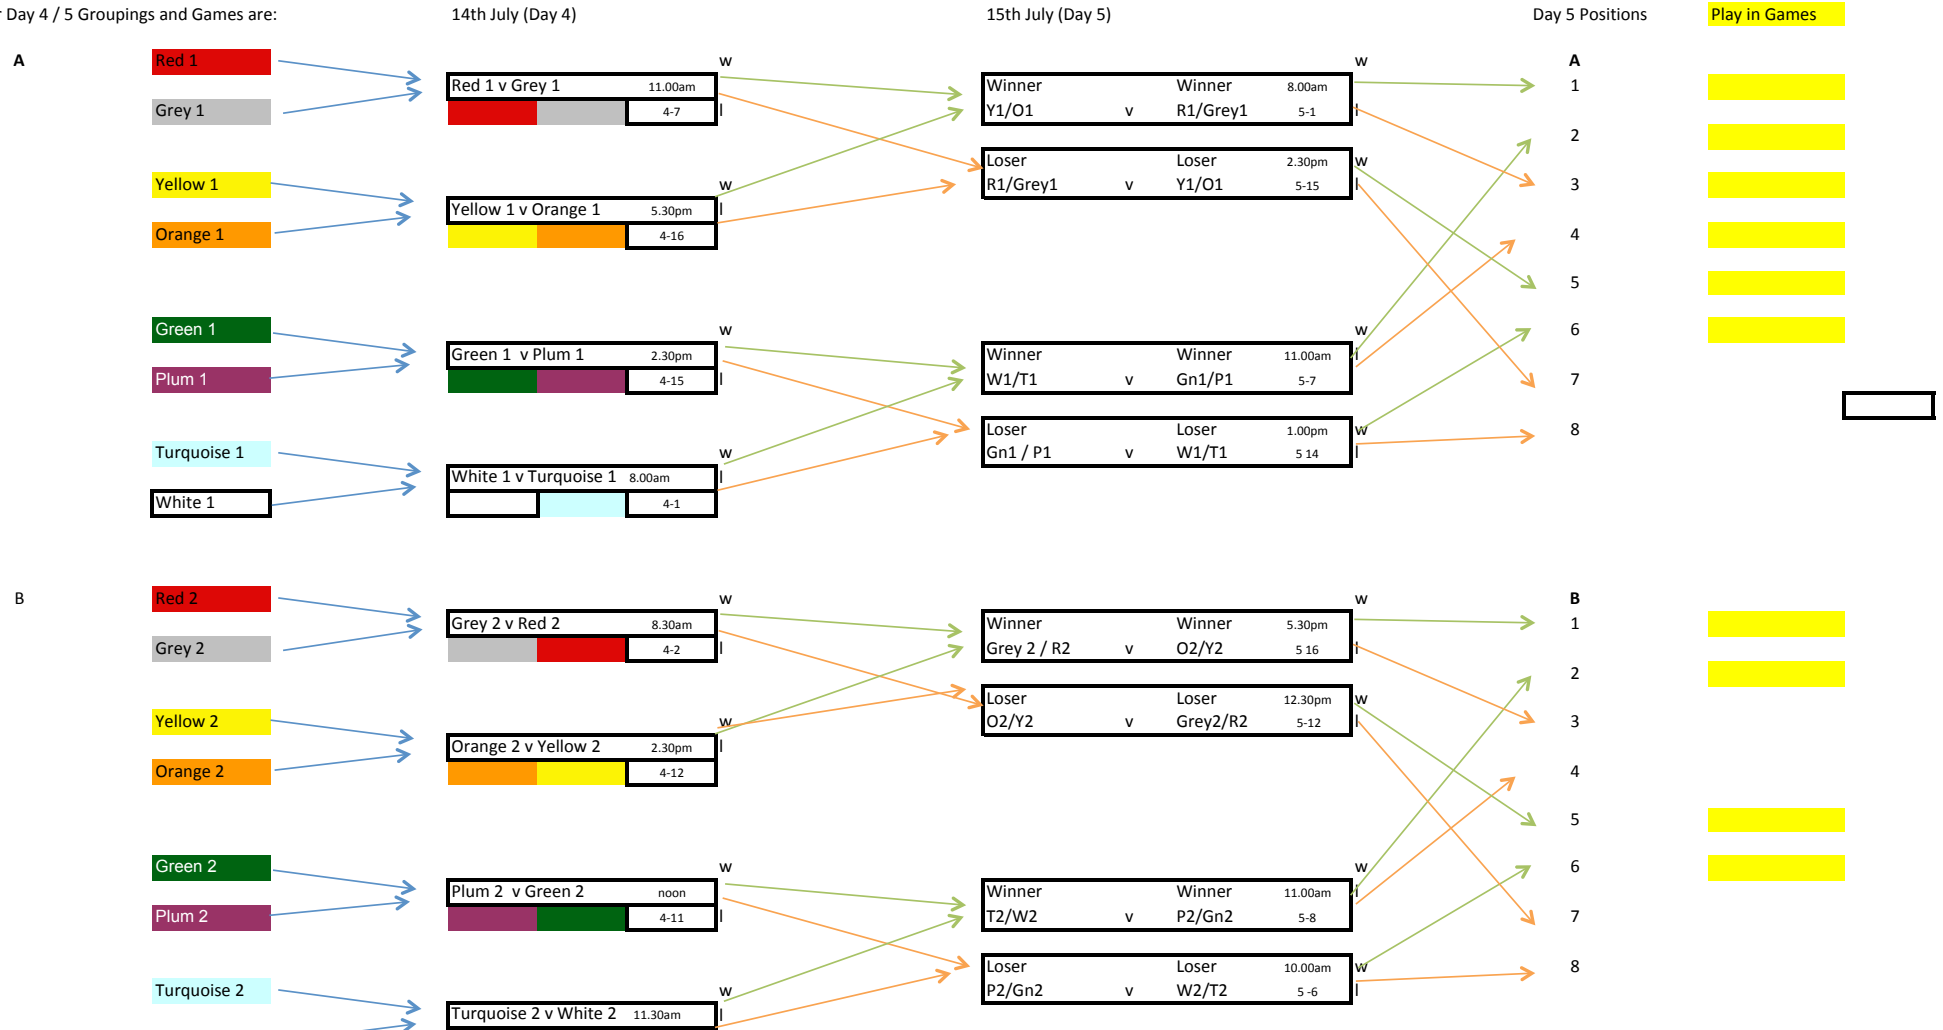 Day 4 / 5 Groupings and Games are: 14th July (Day 4) 15th July (Day 5) Day 5 Positions Play in Games
A Red 1 w w A
Red 1 v Grey 1 11.00am Winner Winner 8.00am 1
Grey 1 4-7 l Y1/O1 v R1/Grey1 5-1 l
2
Loser Loser 2.30pm w
Yellow 1 w R1/Grey1 v Y1/O1 5-15 l 3
Yellow 1 v Orange 1 5.30pm l
Orange 1 4-16 4
5
Green 1 w w 6
Green 1 v Plum 1 2.30pm Winner Winner 11.00am l
Plum 1 4-15 l W1/T1 v Gn1/P1 5-7 7
Loser Loser 1.00pm w 8
Turquoise 1 w Gn1 / P1 v W1/T1 5 14 l
White 1 v Turquoise 1 8.00am l
White 1 4-1
B Red 2 w w B
Grey 2 v Red 2 8.30am Winner Winner 5.30pm 1
Grey 2 4-2 l Grey 2 / R2 v O2/Y2 5 16 l
2
Loser Loser 12.30pm w
Yellow 2 w O2/Y2 v Grey2/R2 5-12 l 3
Orange 2 v Yellow 2 2.30pm l
Orange 2 4-12 4
5
Green 2 w w 6
Plum 2 v Green 2 noon Winner Winner 11.00am l
Plum 2 4-11 l T2/W2 v P2/Gn2 5-8 7
Loser Loser 10.00am w 8
Turquoise 2 w P2/Gn2 v W2/T2 5 -6 l
Turquoise 2 v White 2 11.30am l